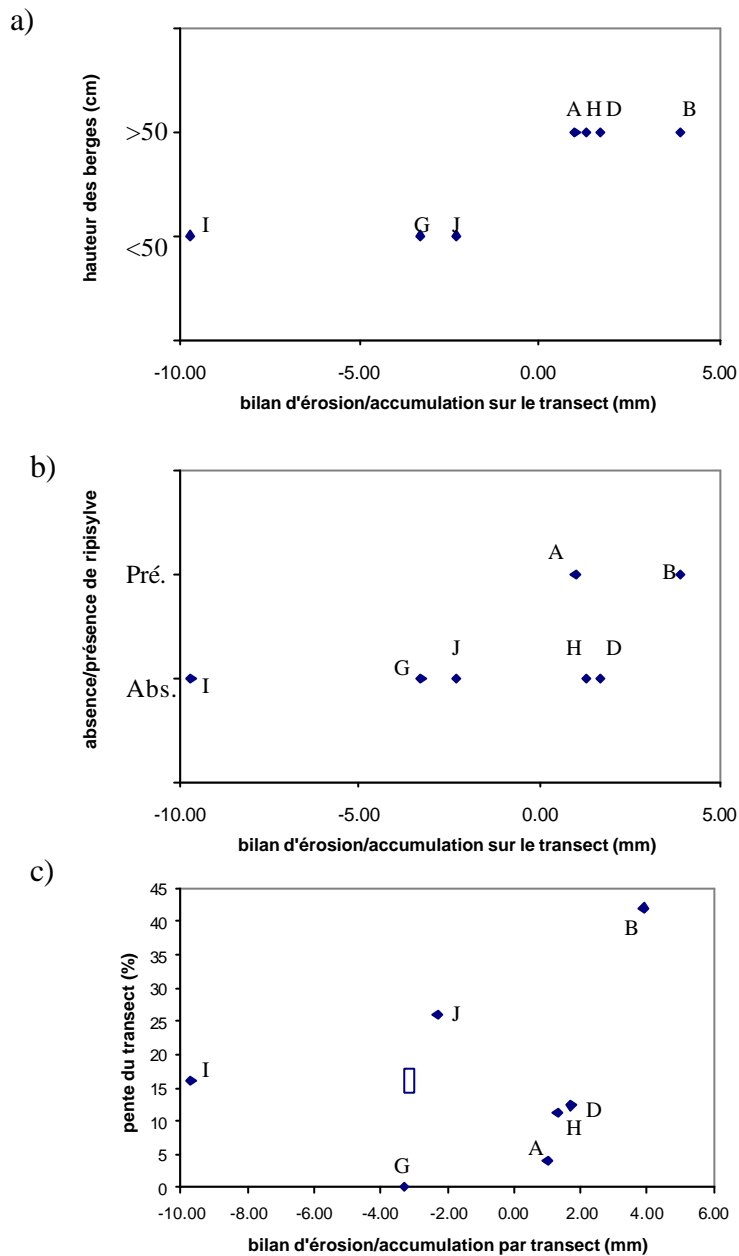 a)
hauteur des berges (cm)
>50
<50
A H D B
I G J
-10.00 -5.00 0.00 5.00
bilan d'érosion/accumulation sur le transect (mm)
b)
absence/présence de ripisylve
Pré.
Abs.
A
B
J H D
G
I
-10.00 -5.00 0.00 5.00
bilan d'érosion/accumulation sur le transect (mm)
c)
pente du transect (%)
45
40
35
30
25
20
15
10
5
0
B
J
I
D
H
A
G
-10.00 -8.00 -6.00 -4.00 -2.00 0.00 2.00 4.00 6.00
bilan d'érosion/accumulation par transect (mm)